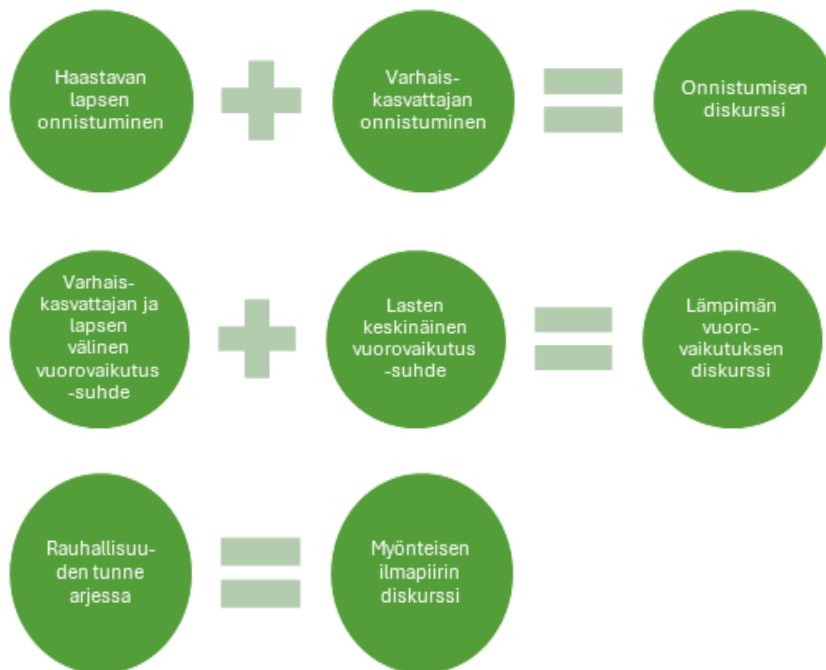 Haastavan
lapsen
onnistuminen
Varhais-
kasvattajan
onnistuminen
Onnistumisen
diskurssi
Varhais-
kasvattajan ja
lapsen
välinen
vuorovaikutus
-suhde
Lasten
keskinäinen
vuorovaikutus
-suhde
Lämpimän
vuoro-
vaikutuksen
diskurssi
Rauhallisuu-
den tunne
arjessa
Myönteisen
ilmapiirin
diskurssi